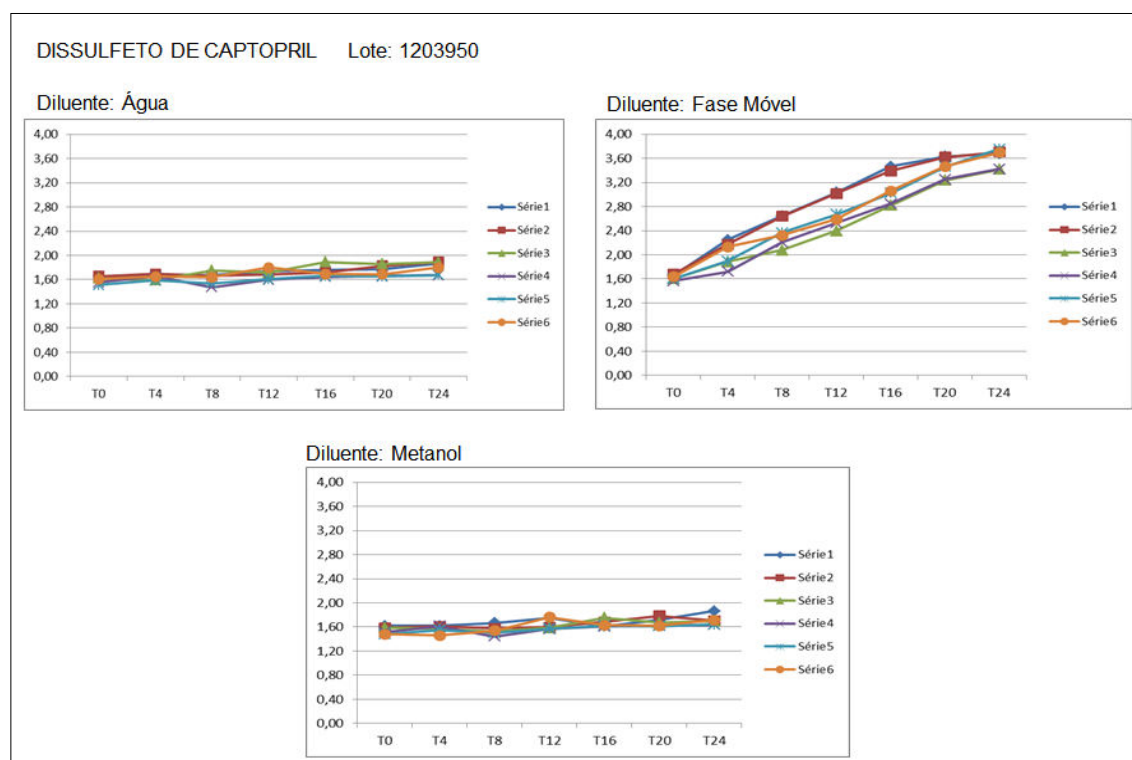 DISSULFETO DE CAPTOPRIL Lote: 1203950
Diluente: Água
4,00
3,60
3,20
2,80
2,40
2,00
1,60
1,20
0,80
0,40
0,00
T0 T4 T8 T12 T16 T20 T24
Série1
Série2
Série3
Série4
Série5
Série6
Diluente: Fase Móvel
4,00
3,60
3,20
2,80
2,40
2,00
1,60
1,20
0,80
0,40
0,00
T0 T4 T8 T12 T16 T20 T24
Série1
Série2
Série3
Série4
Série5
Série6
Diluente: Metanol
4,00
3,60
3,20
2,80
2,40
2,00
1,60
1,20
0,80
0,40
0,00
T0 T4 T8 T12 T16 T20 T24
Série1
Série2
Série3
Série4
Série5
Série6